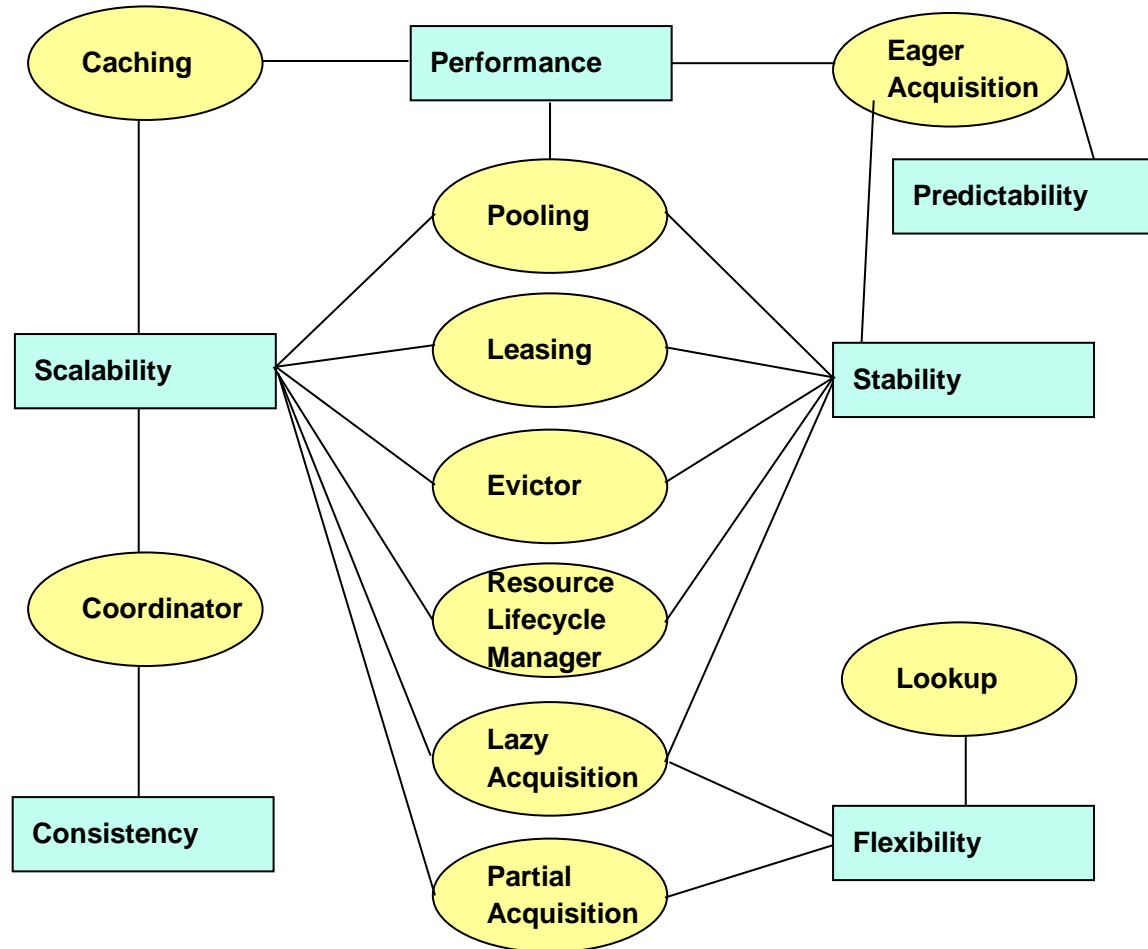 Caching
Performance
Eager
Acquisition
Predictability
Pooling
Scalability
Leasing
Stability
Evictor
Coordinator
Resource
Lifecycle
Manager
Lookup
Lazy
Acquisition
Consistency
Flexibility
Partial
Acquisition